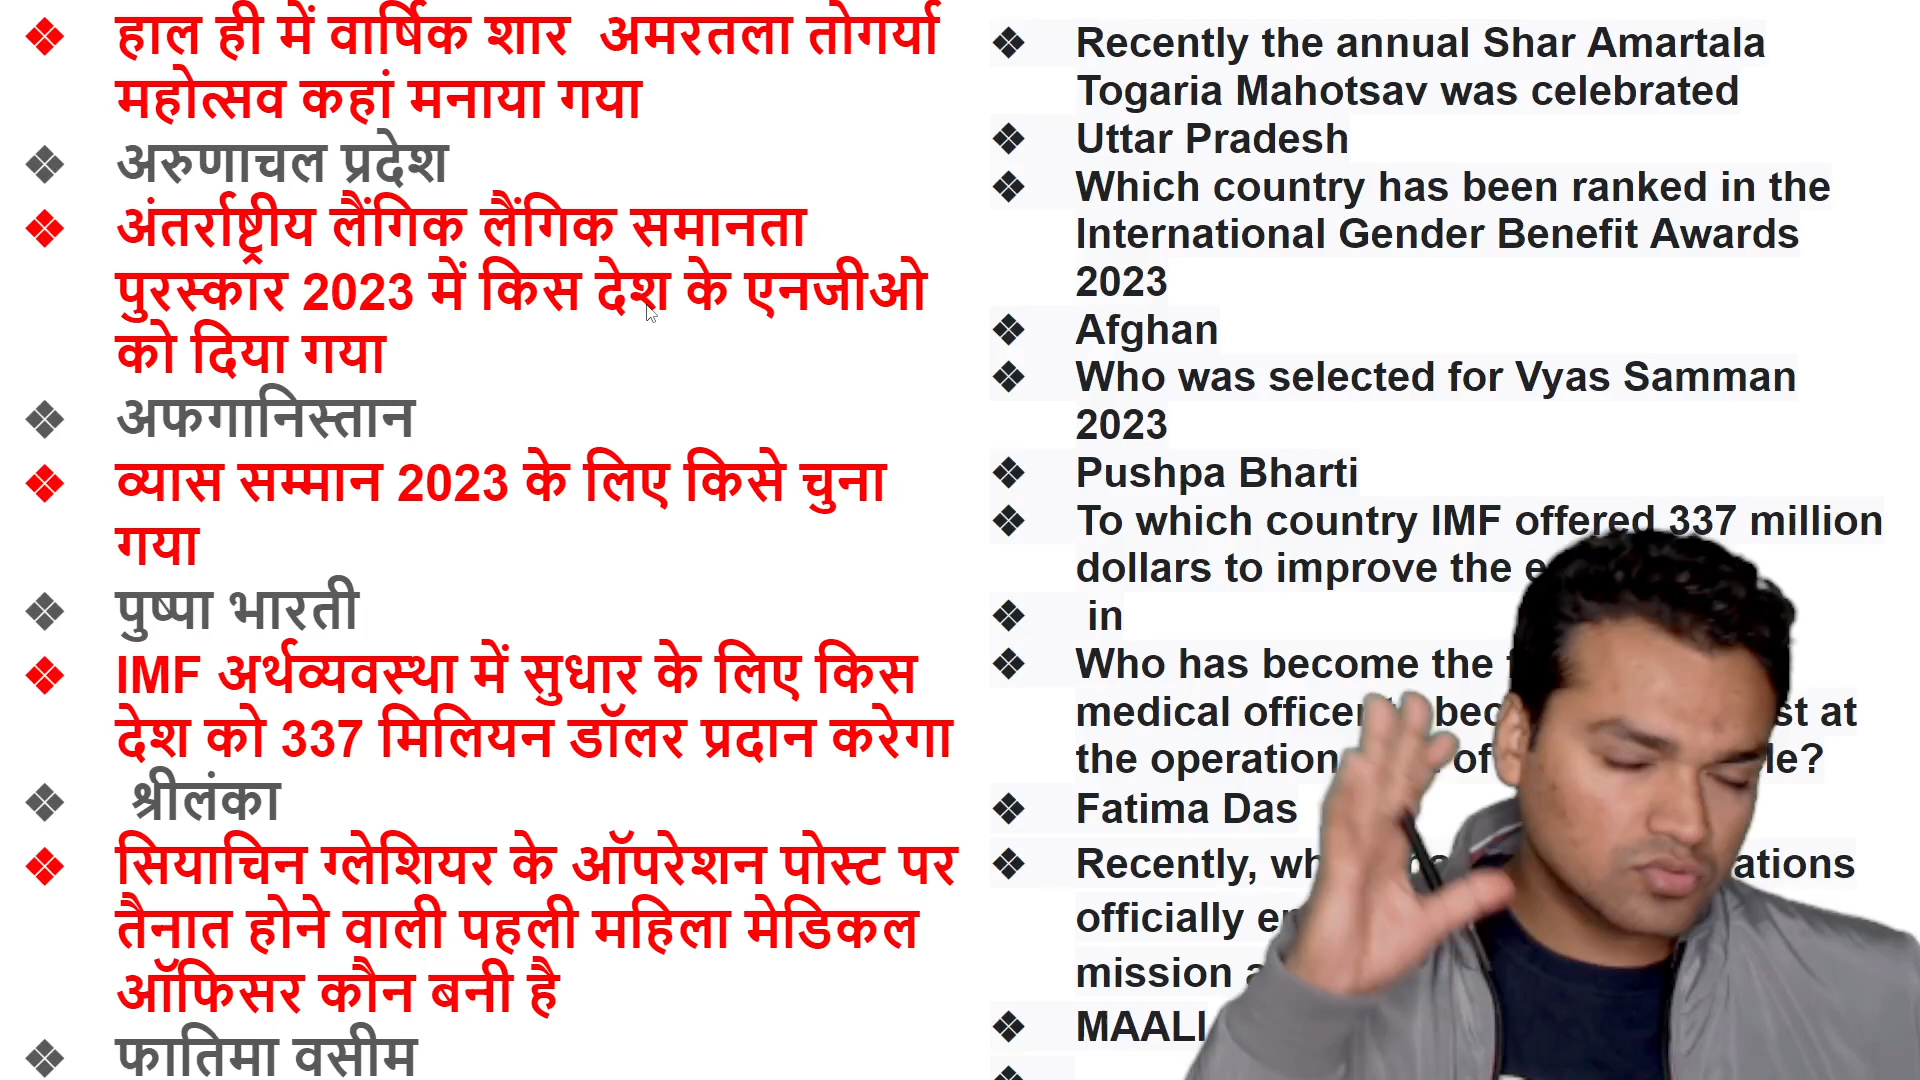 हाल ही में वार्षिक शार अमरतला तोगर्या
महोत्सव कहां मनाया गया
अरुणाचल प्रदेश
अंतर्राष्ट्रीय लैंगिक लैंगिक समानता
पुरस्कार 2023 में किस देश के एनजीओ
को दिया गया
अफगानिस्तान
व्यास सम्मान 2023 के लिए किसे चुना
गया
पुष्पा भारती
IMF अर्थव्यवस्था में सुधार के लिए किस
देश को 337 मिलियन डॉलर प्रदान करेगा
श्रीलंका
सियाचिन ग्लेशियर के ऑपरेशन पोस्ट पर
तैनात होने वाली पहली महिला मेडिकल
ऑफिसर कौन बनी है
फातिमा वसीम
Recently the annual Shar Amartala
Togaria Mahotsav was celebrated
Uttar Pradesh
Which country has been ranked in the
International Gender Benefit Awards
2023
Afghan
Who was selected for Vyas Samman
2023
Pushpa Bharti
To which country IMF offered 337 million
dollars to improve the
in
Who has become the
medical officer at
the of
Fatima Das
Recently,
officially
mission
MAALI